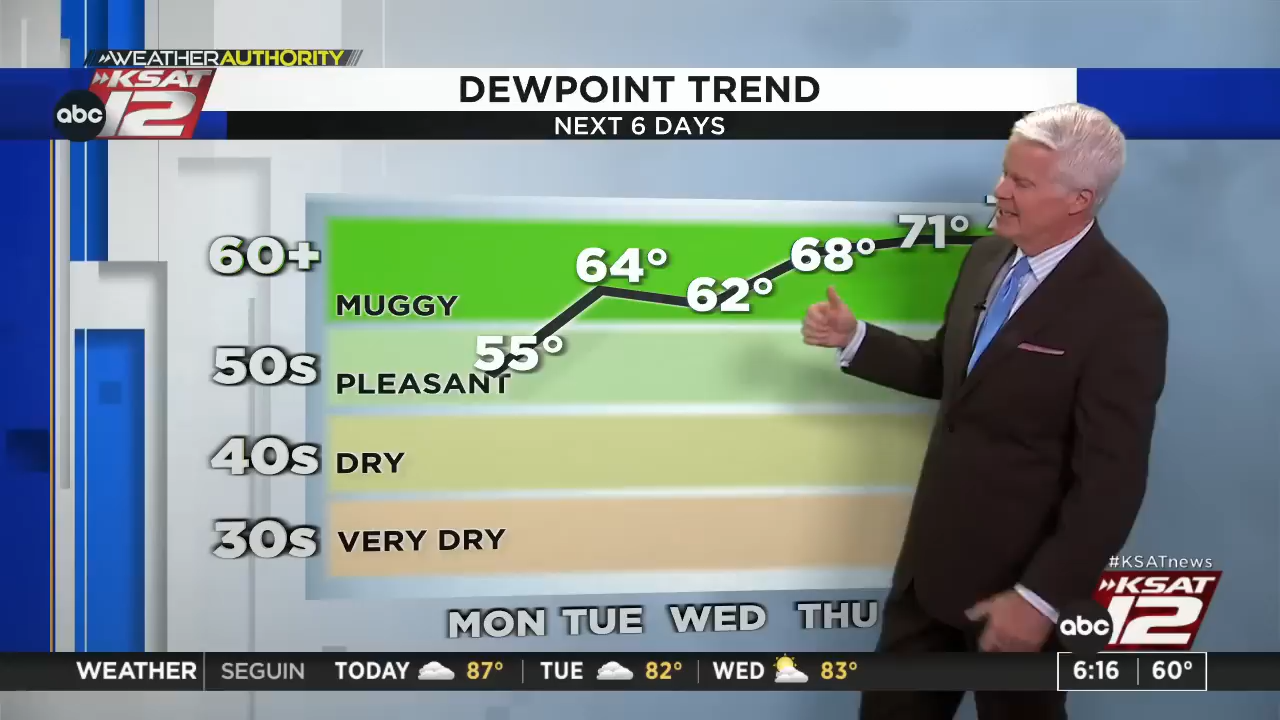 WEATHERAUTHORITY
KSAT
abc 12
DEWPOINT TREND
NEXT 6 DAYS
60+
MUGGY
50s
PLEASANT
40s
DRY
30s
VERY DRY
55°
64°
62°
68°
71°
MON TUE WED THU
#KSATnews
KSAT
abc 12
WEATHER SEGUIN TODAY 87° TUE 82° WED 83° 6:16 60°